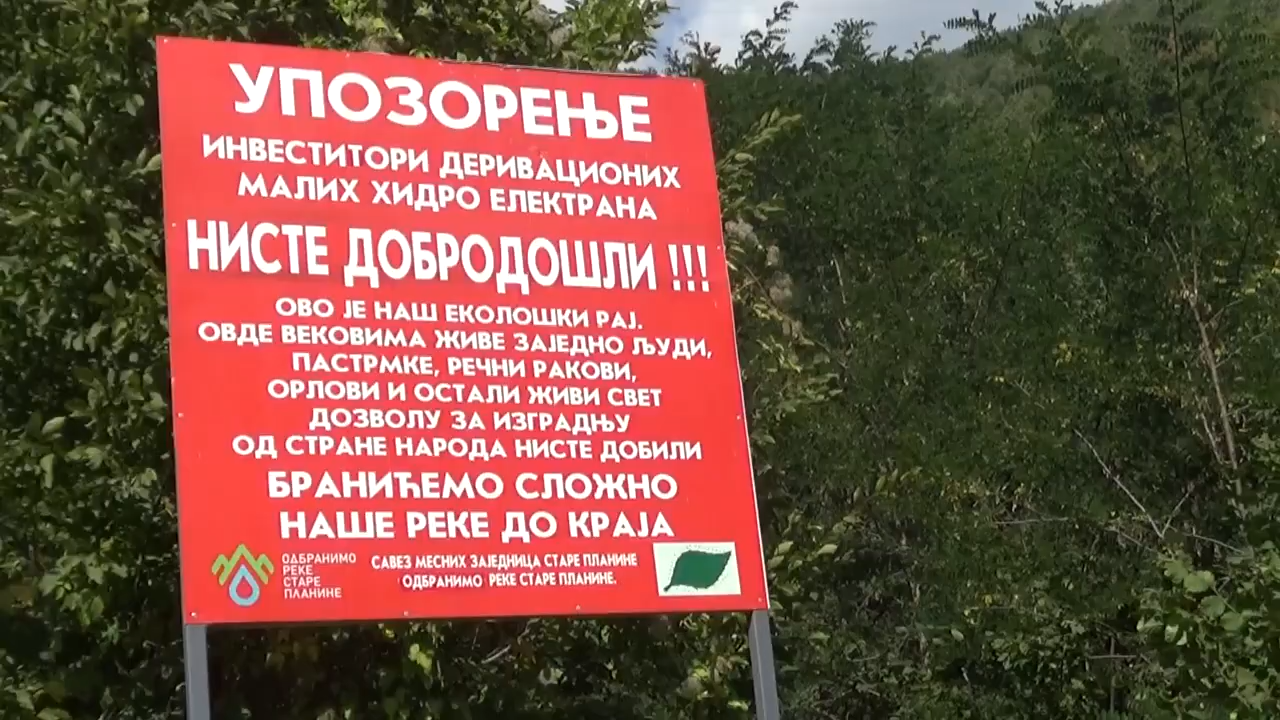 УПОЗОРЕЊЕ
ИНВЕСТИТОРИ ДЕРИВАЦИОНИХ
МАЛИХ ХИДРО ЕЛЕКТРАНА
НИСТЕ ДОБРОДОШЛИ !!!
ОВО ЈЕ НАШ ЕКОЛОШКИ РАЈ.
ОВДЕ ВЕКОВИМА ЖИВЕ ЗАЈЕДНО ЉУДИ,
ПАСТРМКЕ, РЕЧНИ РАКОВИ,
ОРЛОВИ И ОСТАЛИ ЖИВИ СВЕТ
ДОЗВОЛУ ЗА ИЗГРАДЊУ
ОД СТРАНЕ НАРОДА НИСТЕ ДОБИЛИ
БРАНИЋЕМО СЛОЖНО
НАШЕ РЕКЕ ДО КРАЈА
ОДБРАНИМО
РЕКЕ
СТАРЕ
ПЛАНИНЕ
САВЕЗ МЕСНИХ ЗАЈЕДНИЦА СТАРЕ ПЛАНИНЕ
ОДБРАНИМО РЕКЕ СТАРЕ ПЛАНИНЕ.